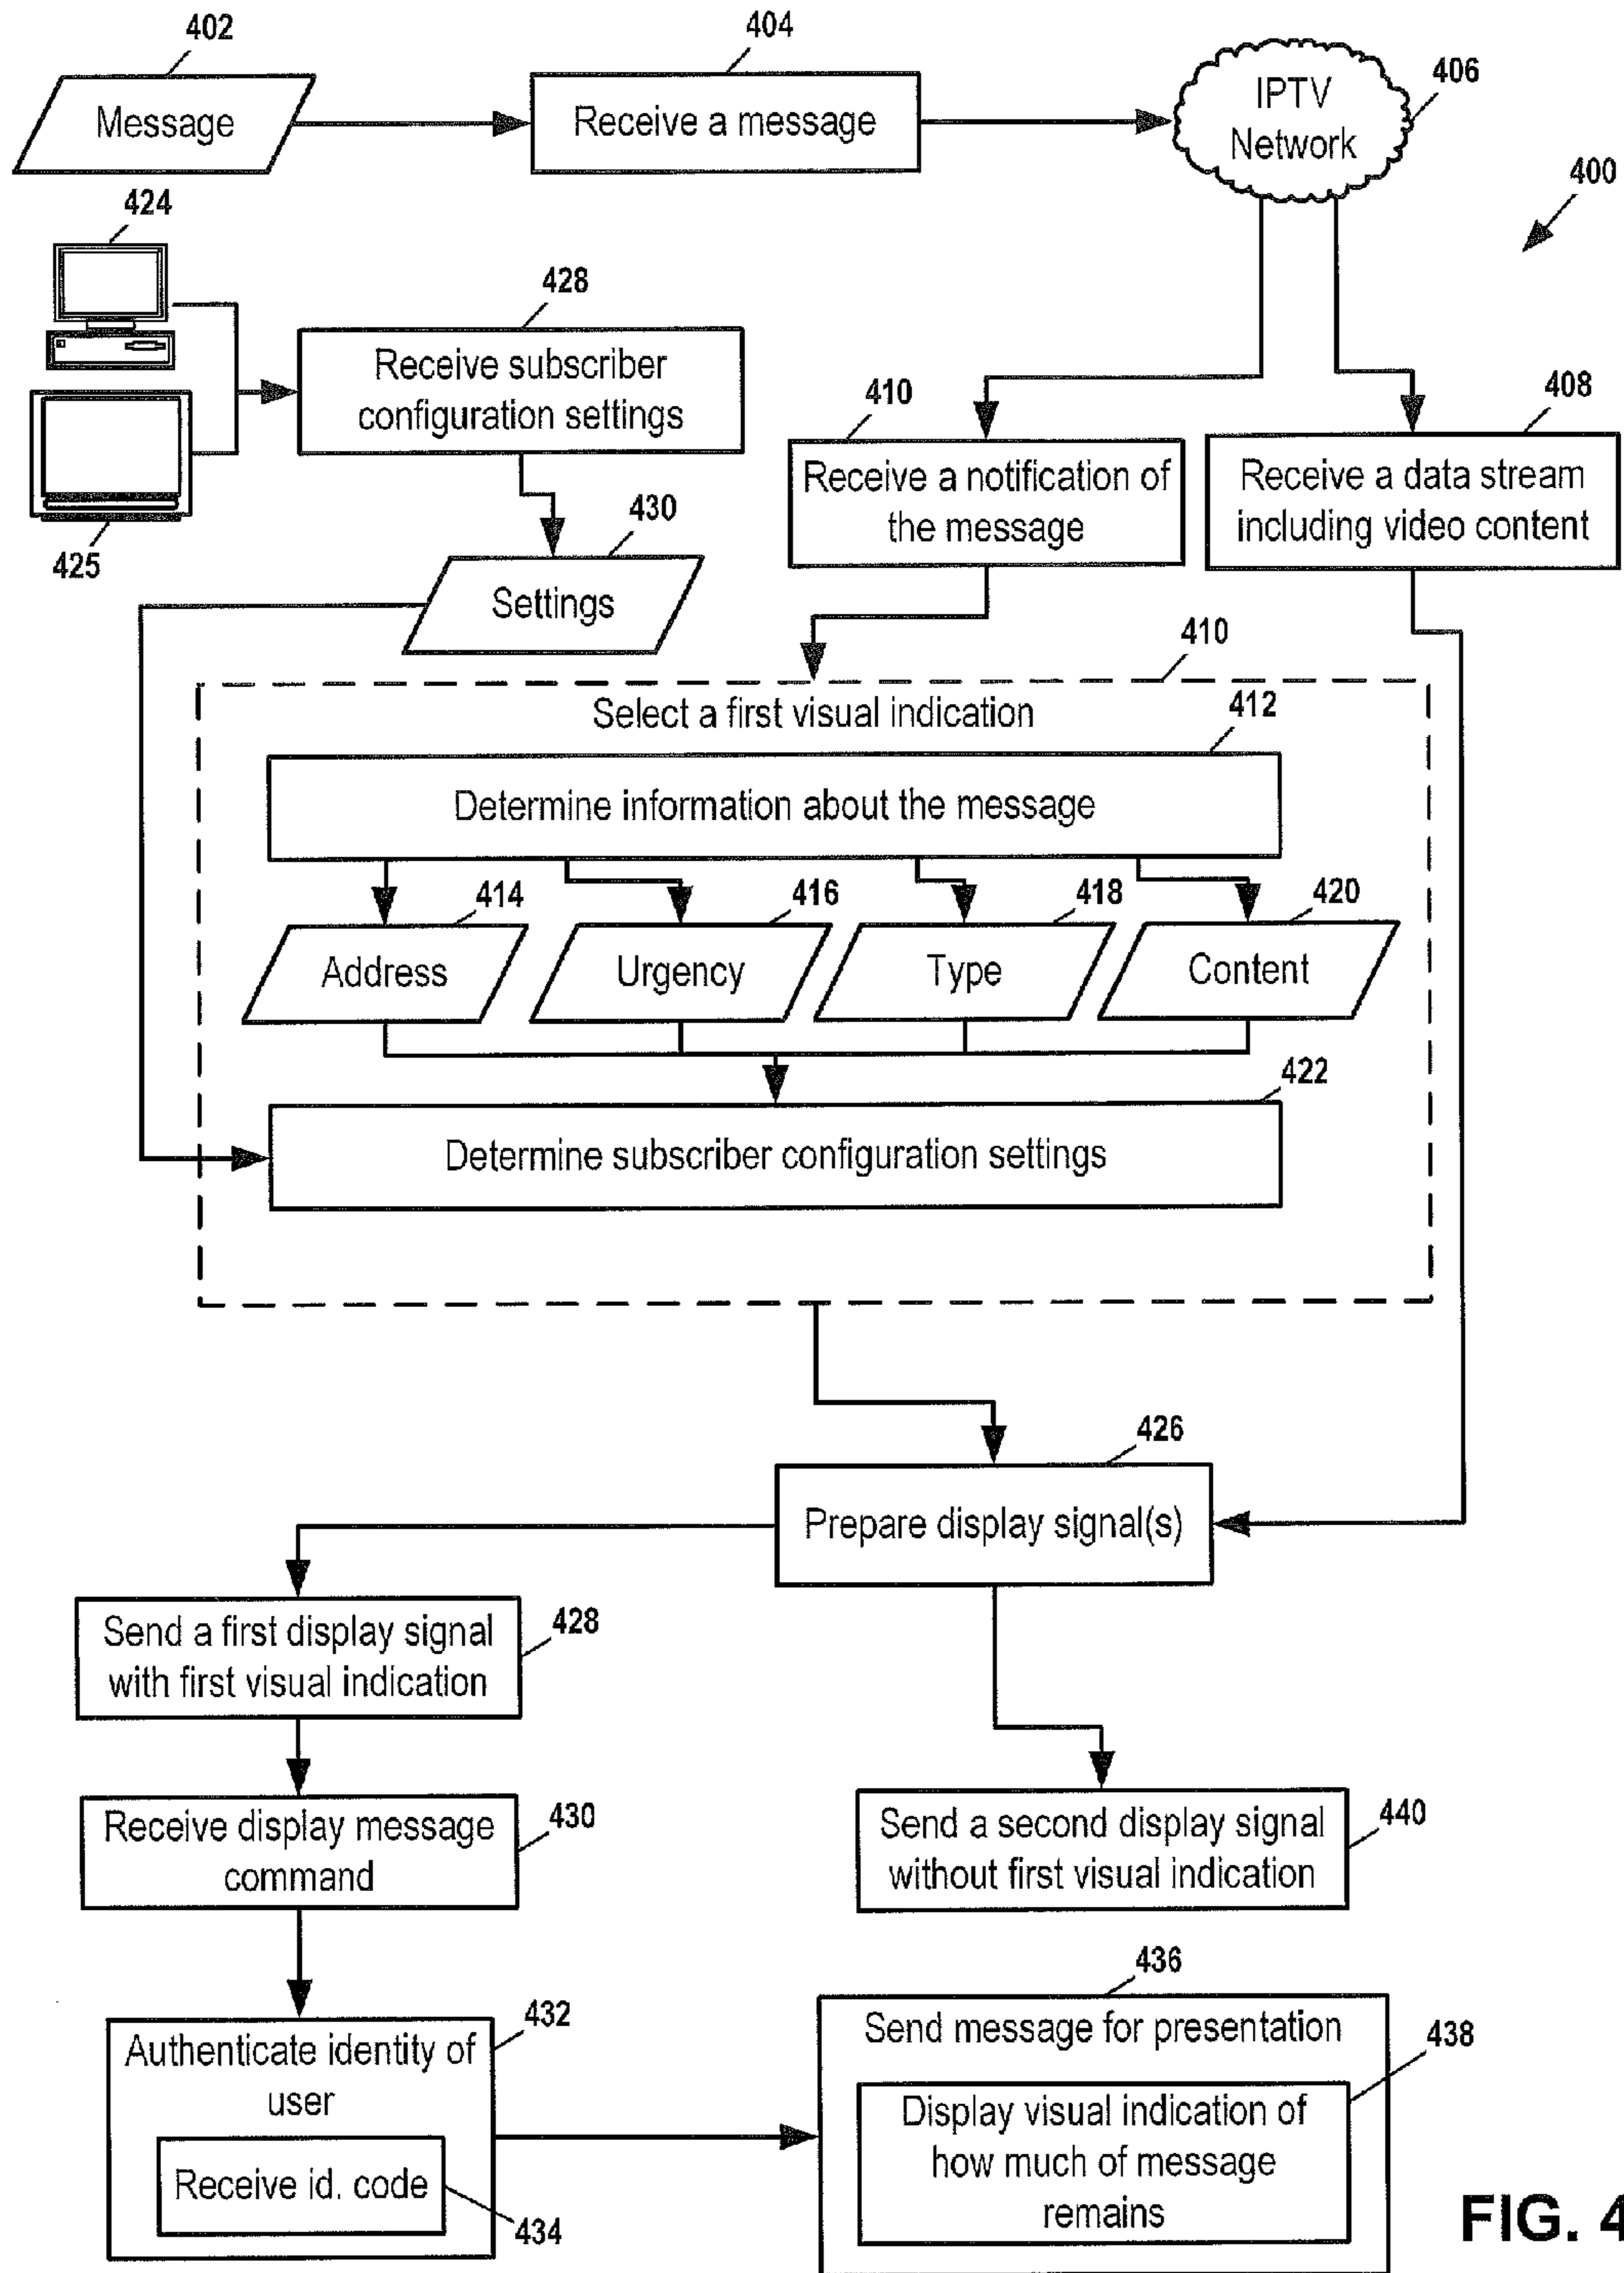 402
404
406
Message
Receive a message
IPTV
Network
400
424
428
Receive subscriber
configuration settings
410
408
Receive a notification of
the message
Receive a data stream
including video content
425
430
Settings
410
Select a first visual indication
412
Determine information about the message
414
416
418
420
Address
Urgency
Type
Content
422
Determine subscriber configuration settings
426
Prepare display signal(s)
Send a first display signal
with first visual indication
428
Receive display message
command
430
Send a second display signal
without first visual indication
440
432
Authenticate identity of
user
Receive id. code
434
436
Send message for presentation
438
Display visual indication of
how much of message
remains
FIG. 4